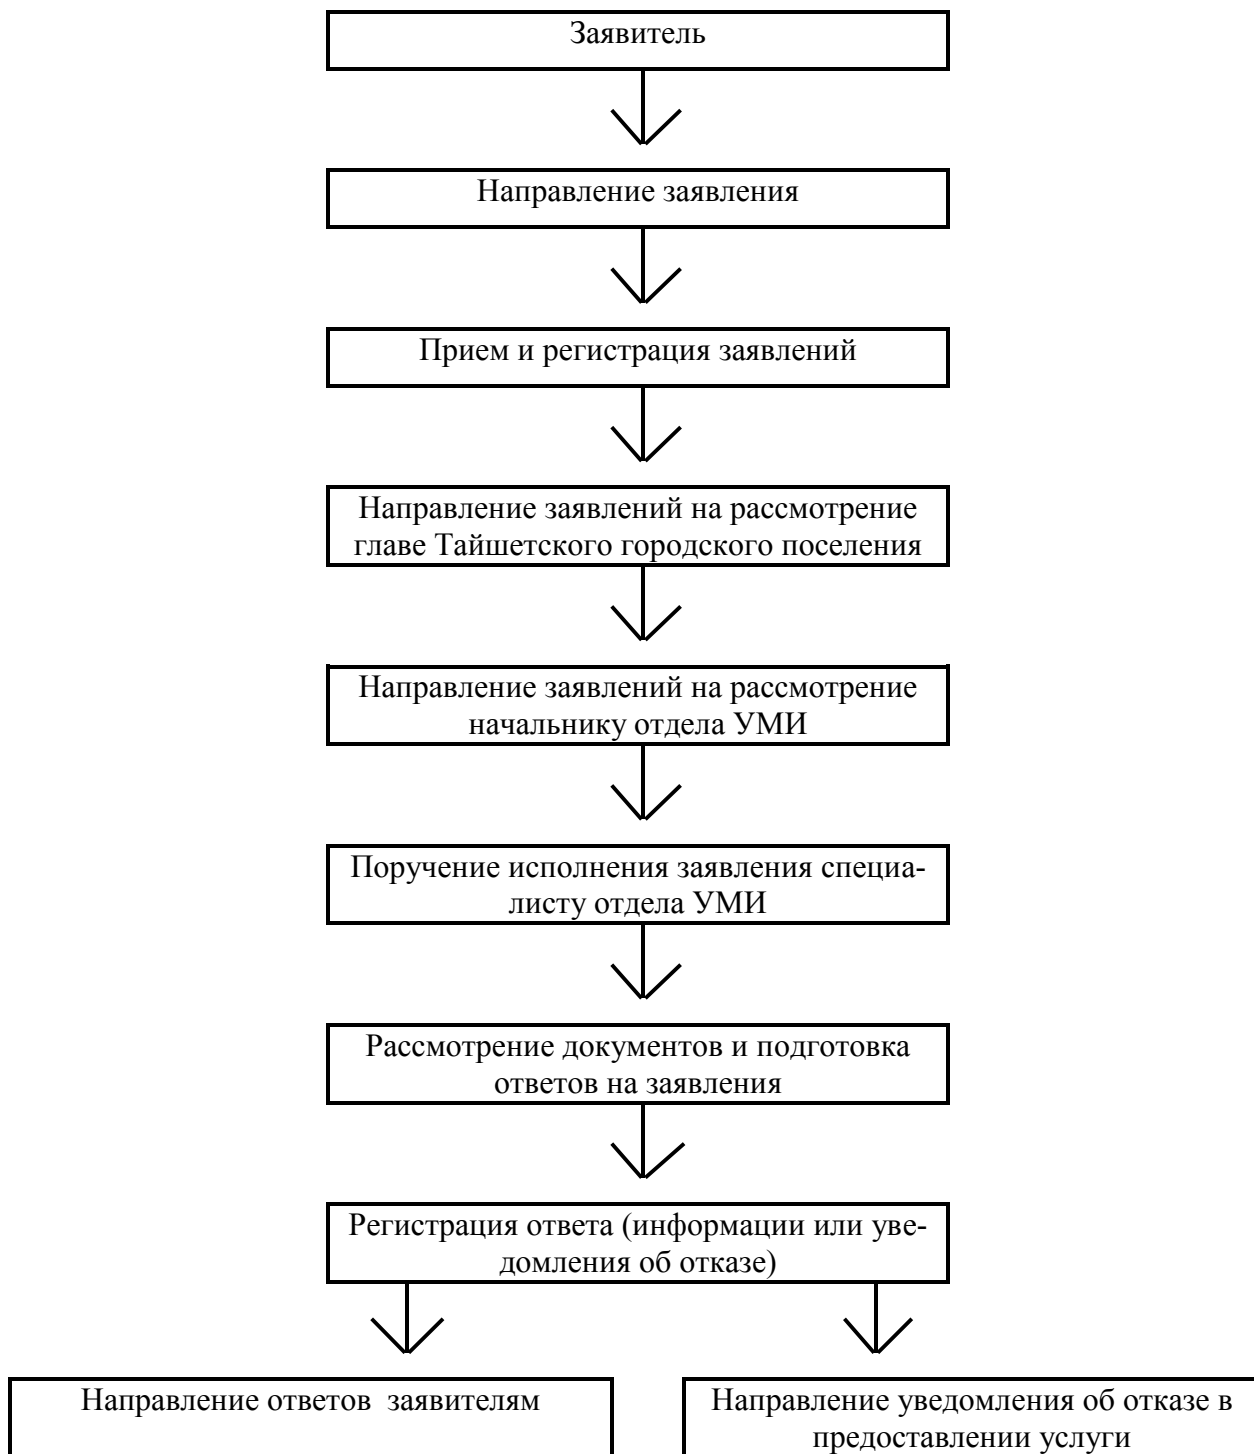 Заявитель
Направление заявления
Прием и регистрация заявлений
Направление заявлений на рассмотрение
главе Тайшетского городского поселения
Направление заявлений на рассмотрение
начальнику отдела УМИ
Поручение исполнения заявления специа-
листу отдела УМИ
Рассмотрение документов и подготовка
ответов на заявления
Регистрация ответа (информации или уве-
домления об отказе)
Направление ответов  заявителям
Направление уведомления об отказе в
предоставлении услуги